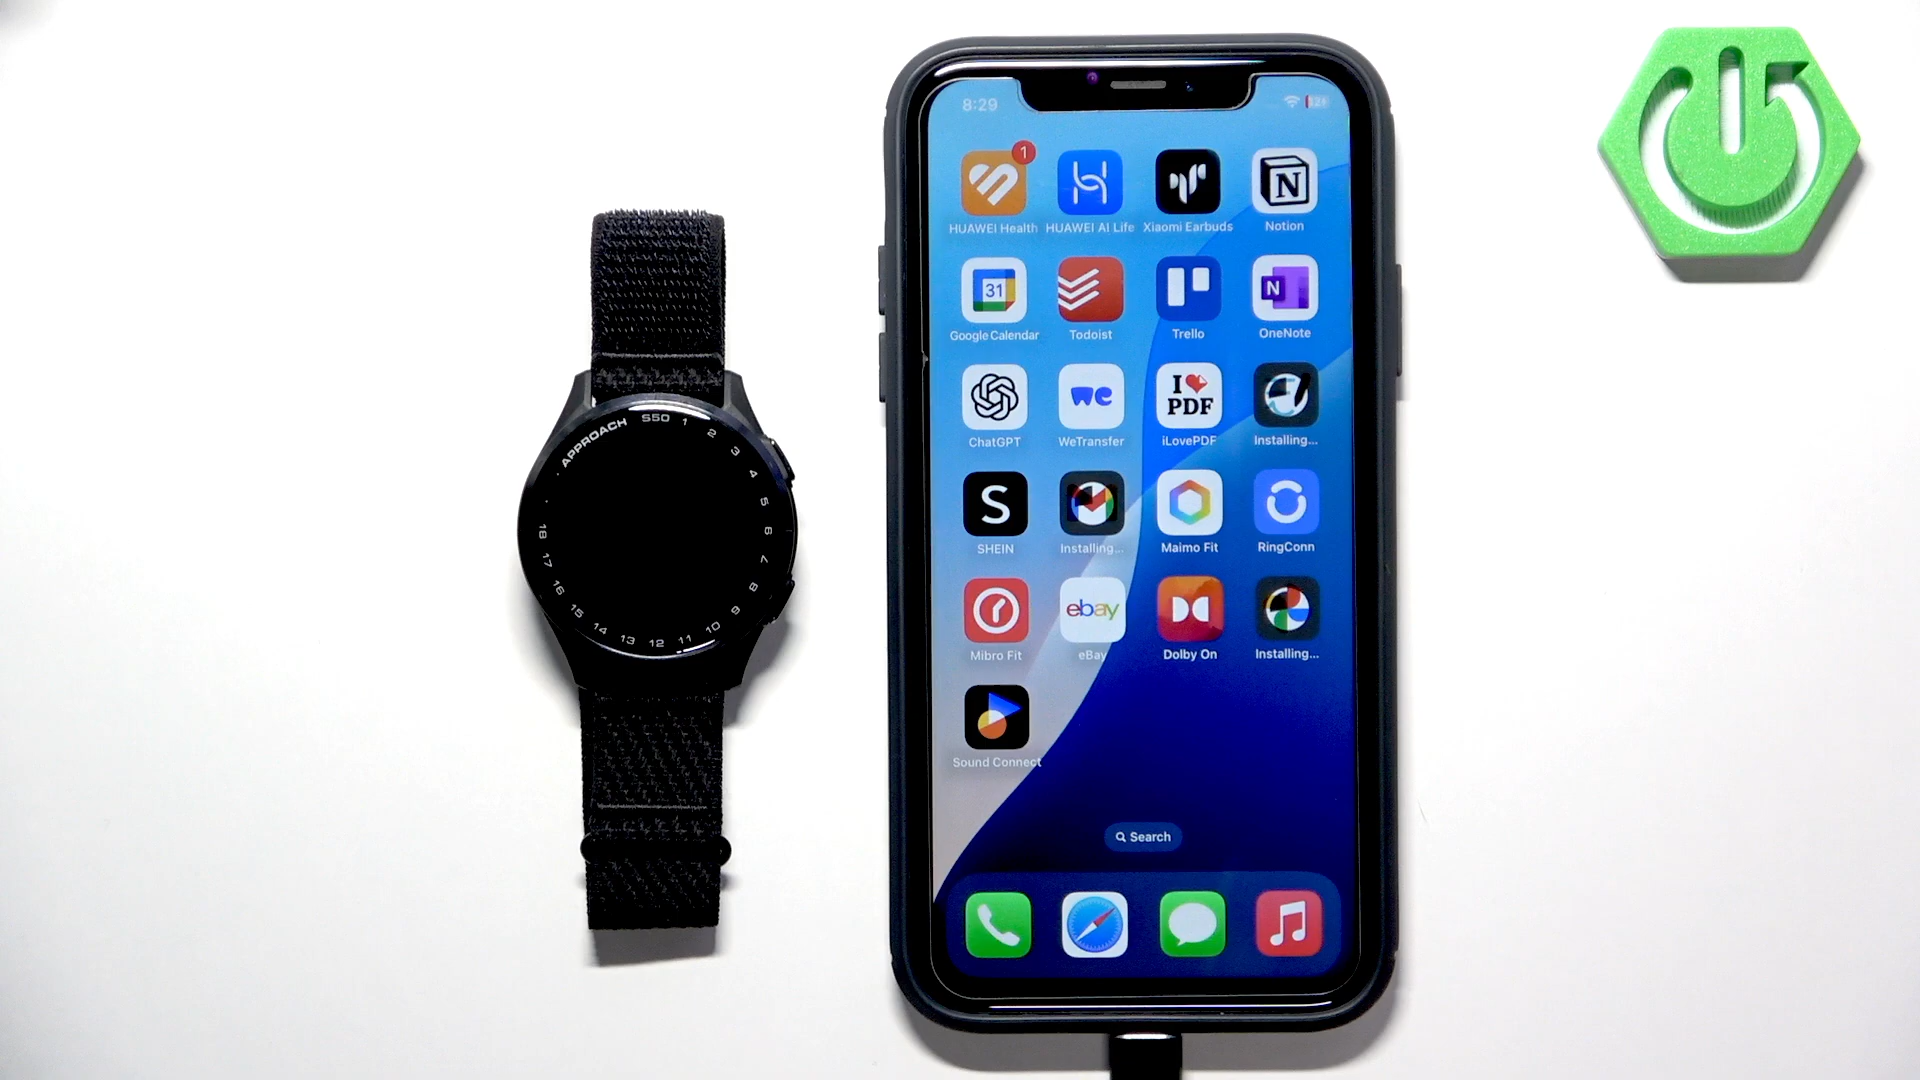 APPROACH S50 1 2 3 4 5 6 7 8 9 10 11 12 13 14 15 16 17 18
8:29
1
HUAWEI Health HUAWEI AI Life Xiaomi Earbuds Notion
31 N
Google Calendar Todoist Trello OneNote
we I ❤ PDF
ChatGPT WeTransfer iLovePDF Installing...
S
SHEIN Installing... Maimo Fit RingConn
ebay
Mibro Fit eBay Dolby On Installing...
Sound Connect
Search